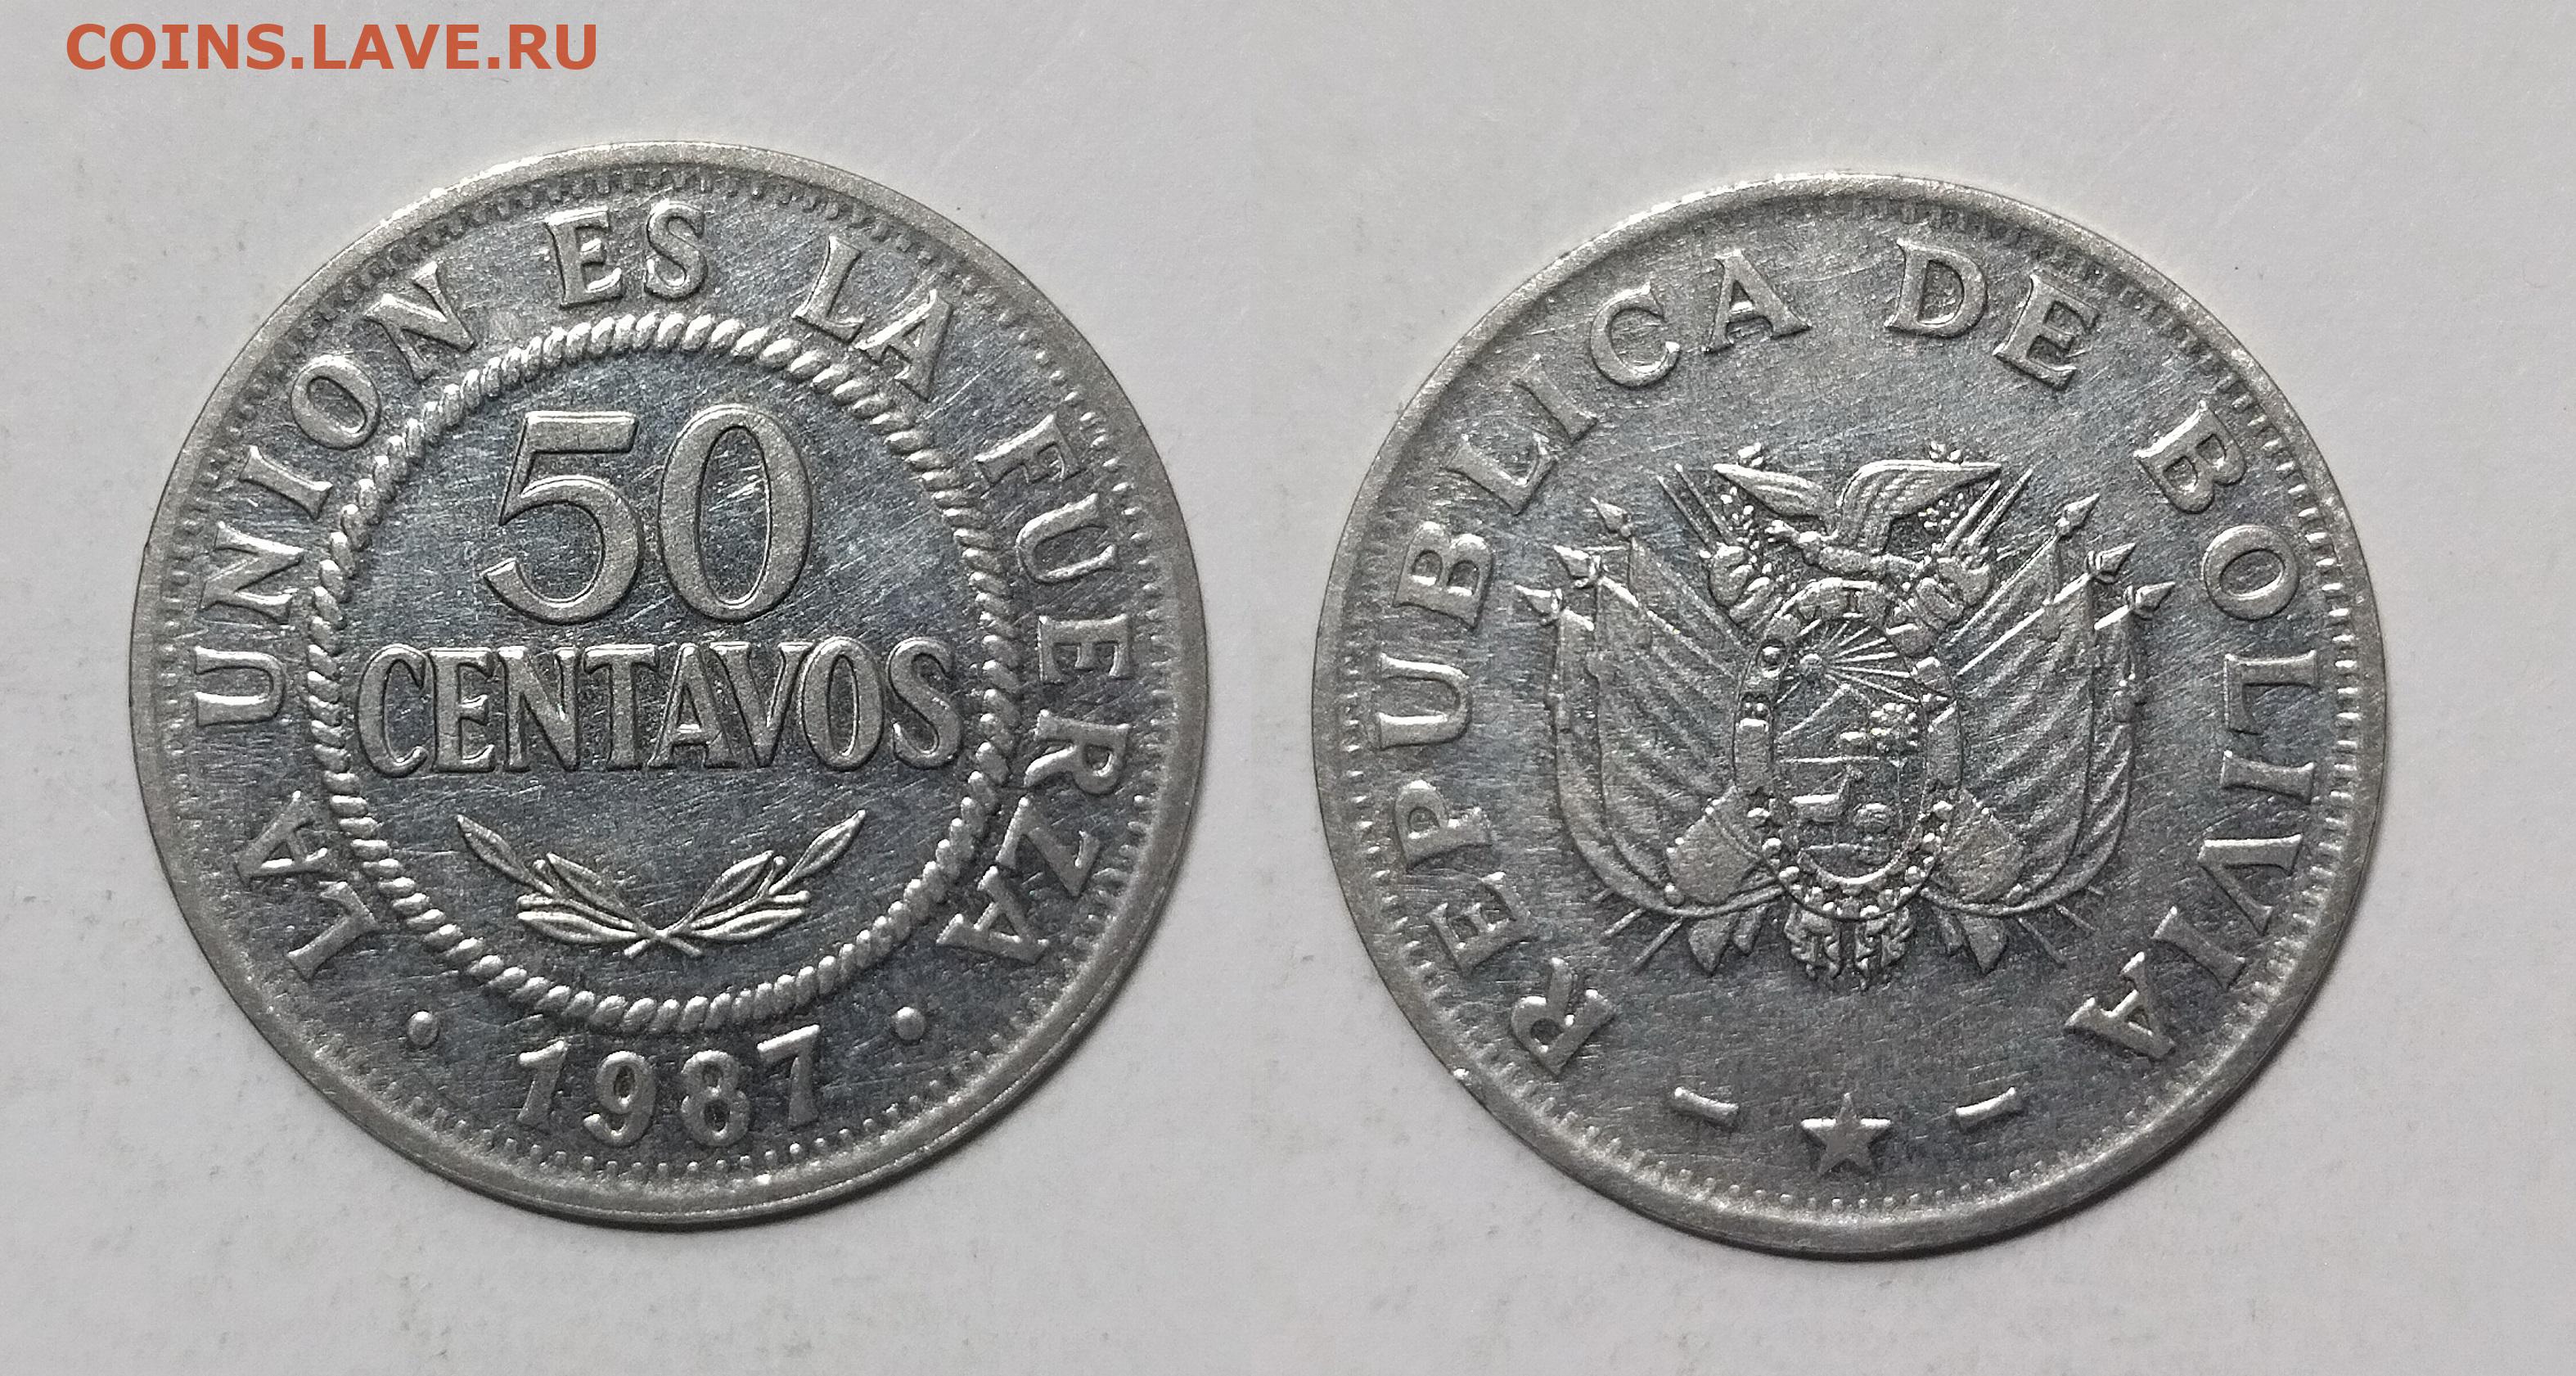 COINS.LAVE.RU
LA UNION ES LA FUERZA
50
CENTAVOS
· 1987 ·
REPUBLICA DE BOLIVIA